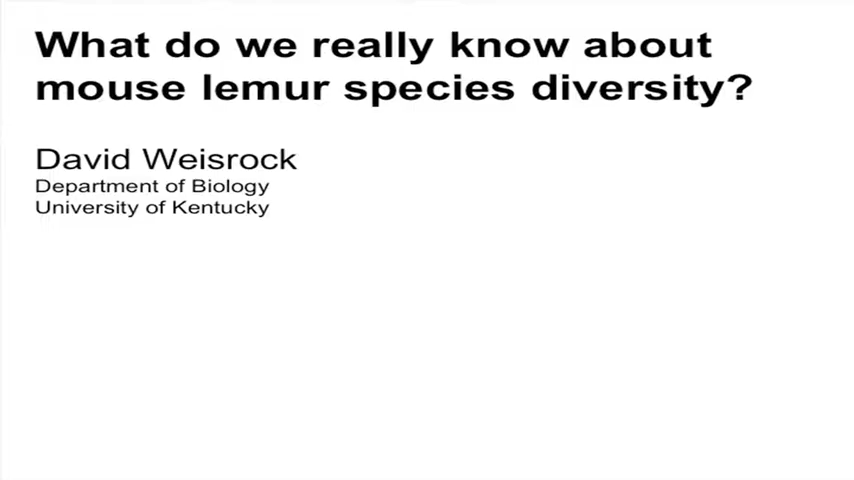 What do we really know about
mouse lemur species diversity?
David Weisrock
Department of Biology
University of Kentucky